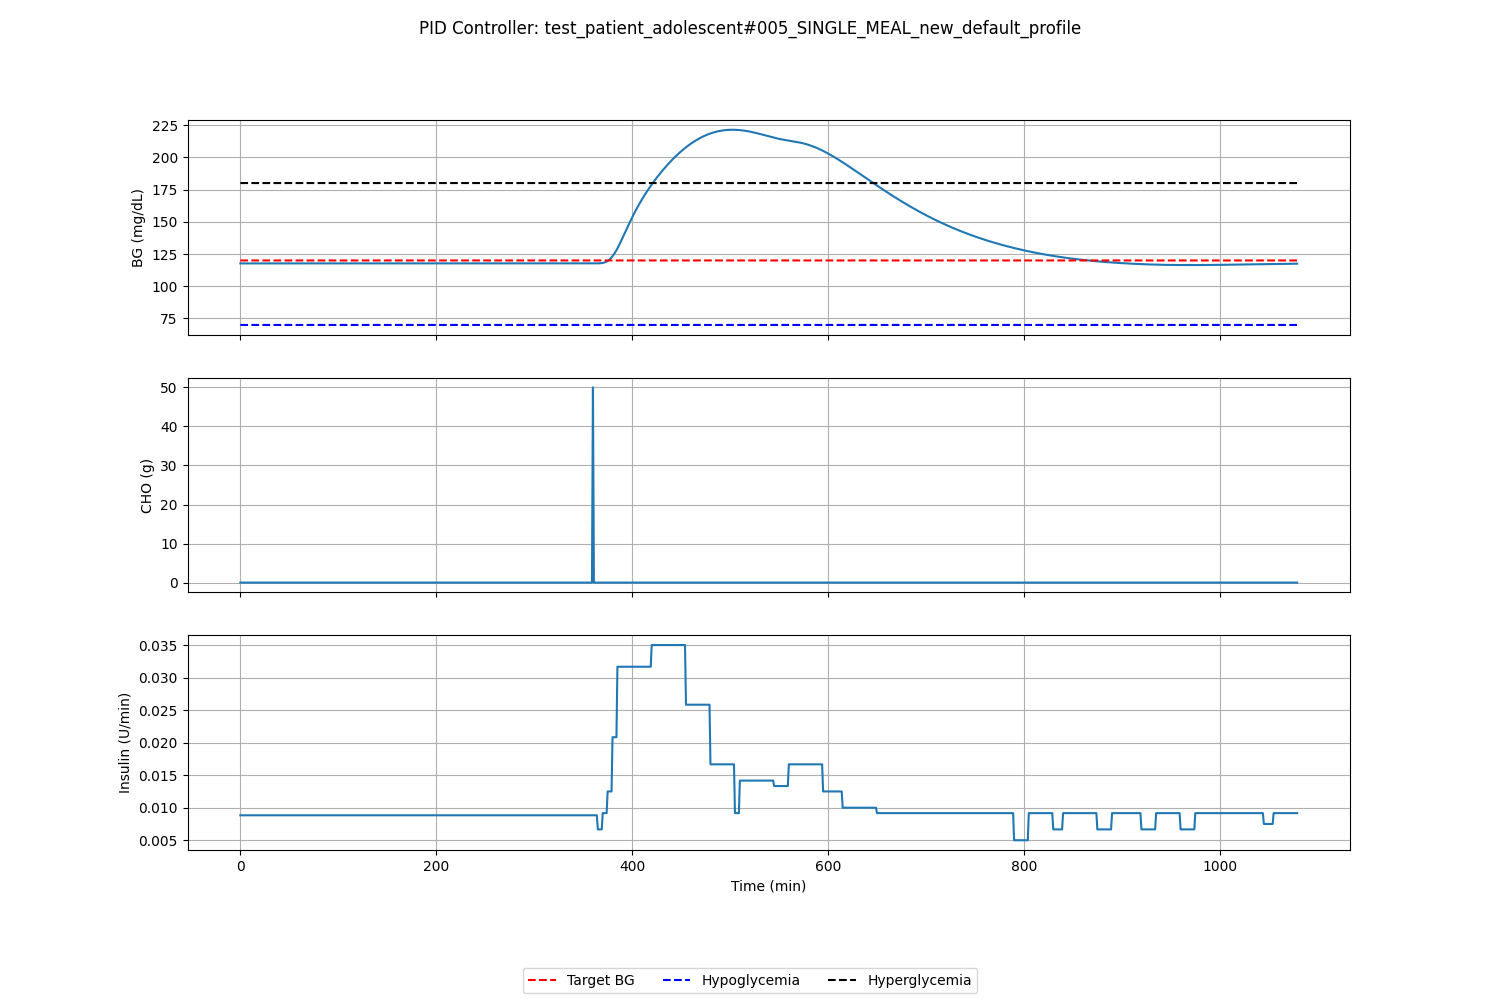 PID Controller: test_patient_adolescent#005_SINGLE_MEAL_new_default_profile
225
200
175
150
125
100
75
BG (mg/dL)
50
40
30
20
10
0
CHO (g)
0.035
0.030
0.025
0.020
0.015
0.010
0.005
Insulin (U/min)
0 200 400 600 800 1000
Time (min)
Target BG Hypoglycemia Hyperglycemia